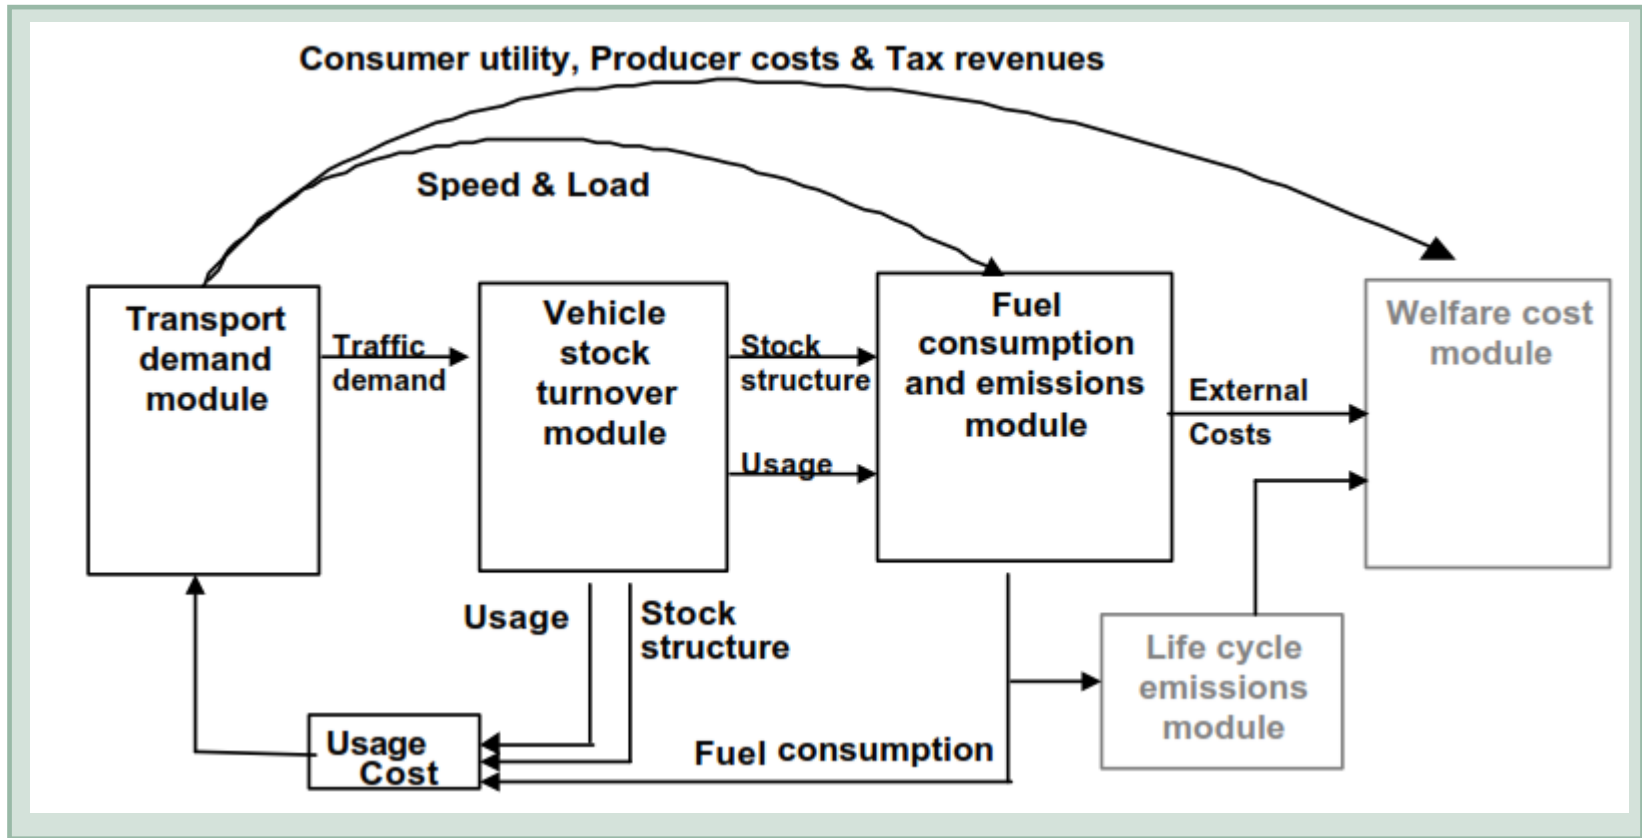 Consumer utility, Producer costs & Tax revenues
Speed & Load
Transport
demand
module
Traffic
demand
Vehicle
stock
turnover
module
Stock
structure
Usage
Fuel
consumption
and emissions
module
External
Costs
Welfare cost
module
Usage
Stock
structure
Life cycle
emissions
module
Usage
Cost
Fuel consumption